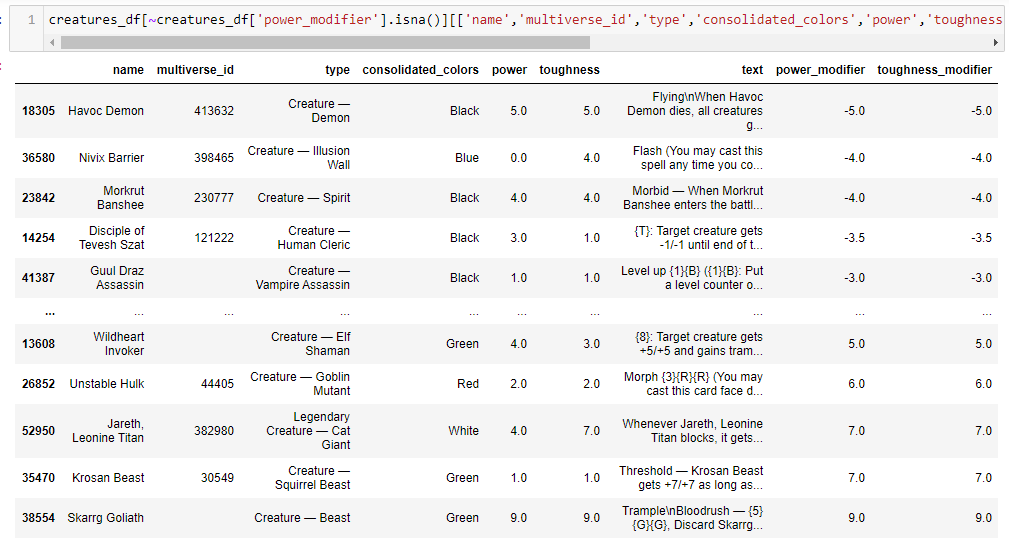 1 creatures_df[~creatures_df['power_modifier'].isna()][['name','multiverse_id','type','consolidated_colors','power','toughness
name multiverse_id type consolidated_colors power toughness text power_modifier toughness_modifier
18305 Havoc Demon 413632 Creature — Demon Black 5.0 5.0 Flying\nWhen Havoc Demon dies, all creatures g... -5.0 -5.0
36580 Nivix Barrier 398465 Creature — Illusion Wall Blue 0.0 4.0 Flash (You may cast this spell any time you co... -4.0 -4.0
23842 Morkrut Banshee 230777 Creature — Spirit Black 4.0 4.0 Morbid — When Morkrut Banshee enters the battl... -4.0 -4.0
14254 Disciple of Tevesh Szat 121222 Creature — Human Cleric Black 3.0 1.0 {T}: Target creature gets -1/-1 until end of t... -3.5 -3.5
41387 Guul Draz Assassin Creature — Vampire Assassin Black 1.0 1.0 Level up {1}{B} ({1}{B}: Put a level counter o... -3.0 -3.0
... ... ... ... ... ... ... ... ... ...
13608 Wildheart Invoker Creature — Elf Shaman Green 4.0 3.0 {8}: Target creature gets +5/+5 and gains tram... 5.0 5.0
26852 Unstable Hulk 44405 Creature — Goblin Mutant Red 2.0 2.0 Morph {3}{R}{R} (You may cast this card face d... 6.0 6.0
52950 Jareth, Leonine Titan 382980 Legendary Creature — Cat Giant White 4.0 7.0 Whenever Jareth, Leonine Titan blocks, it gets... 7.0 7.0
35470 Krosan Beast 30549 Creature — Squirrel Beast Green 1.0 1.0 Threshold — Krosan Beast gets +7/+7 as long as... 7.0 7.0
38554 Skarrg Goliath Creature — Beast Green 9.0 9.0 Trample\nBloodrush — {5}{G}{G}, Discard Skarrg... 9.0 9.0